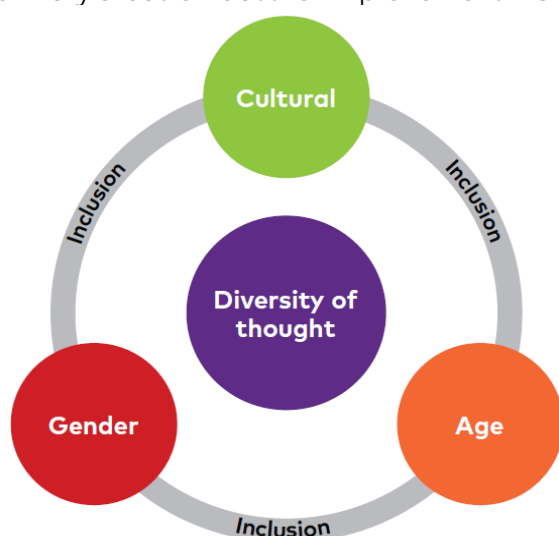 Cultural
Inclusion
Inclusion
Diversity of
thought
Gender
Age
Inclusion